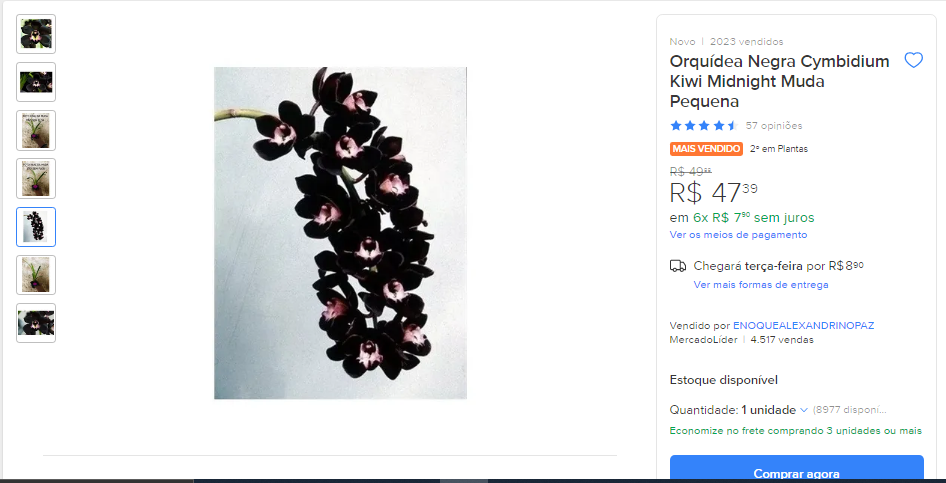 Novo | 2023 vendidos
Orquídea Negra Cymbidium
Kiwi Midnight Muda
Pequena
57 opiniões
MAIS VENDIDO 2º em Plantas
R$ 47 39
em 6x R$ 7 90 sem juros
Ver os meios de pagamento
Chegará terça-feira por R$ 8 90
Ver mais formas de entrega
Vendido por ENOQUEALEXANDRINOPAZ
MercadoLíder | 4.517 vendas
Estoque disponível
Quantidade: 1 unidade (8977 disponí...
Economize no frete comprando 3 unidades ou mais
Comprar agora